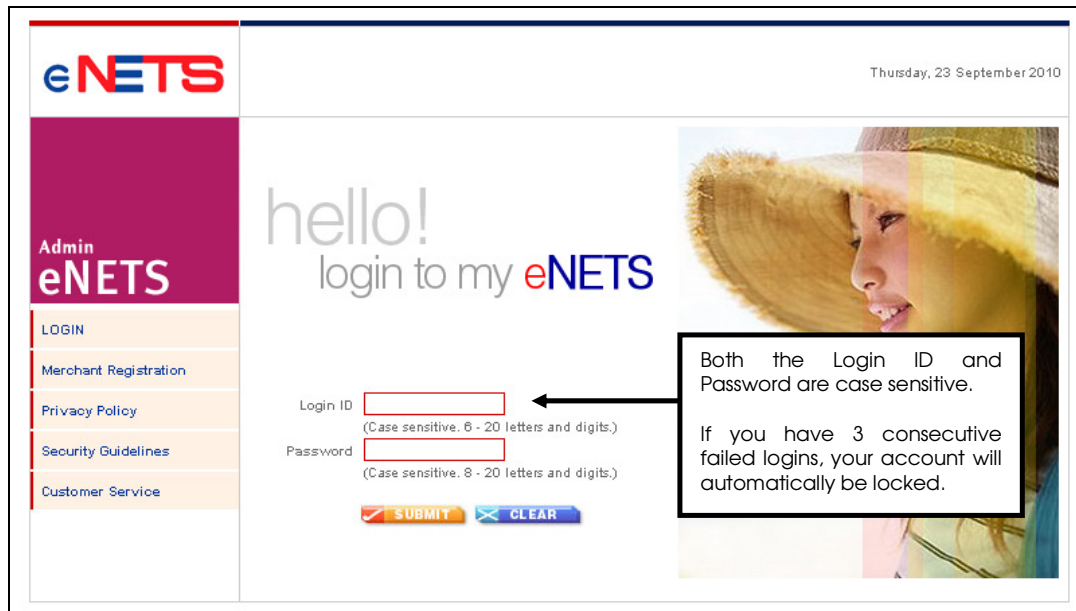 eNETS
Thursday, 23 September 2010
Admin
eNETS
LOGIN
Merchant Registration
Privacy Policy
Security Guidelines
Customer Service
hello!
login to my eNETS
Login ID
(Case sensitive. 6 - 20 letters and digits.)
Password
(Case sensitive. 8 - 20 letters and digits.)
SUBMIT CLEAR
Both the Login ID and
Password are case sensitive.
If you have 3 consecutive
failed logins, your account will
automatically be locked.